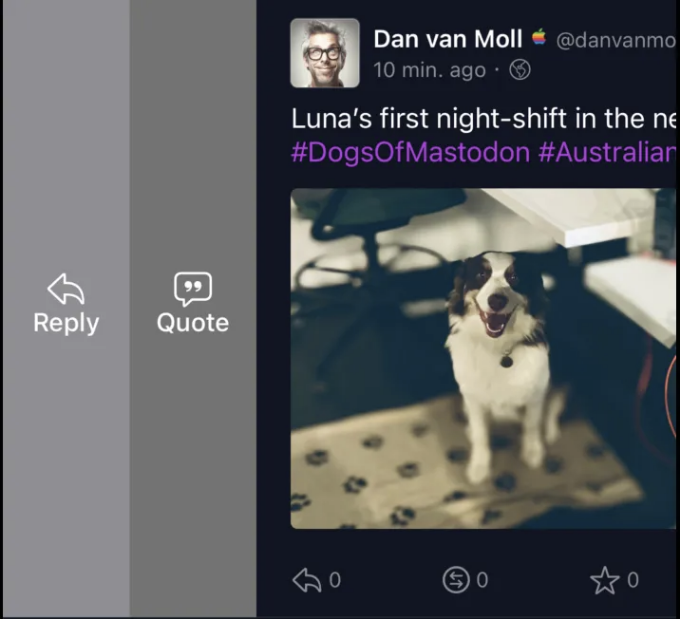 Dan van Moll @danvanmo
10 min. ago ·
Luna's first night-shift in the ne
#DogsOfMastodon #Australian
Reply
Quote
0 0 0